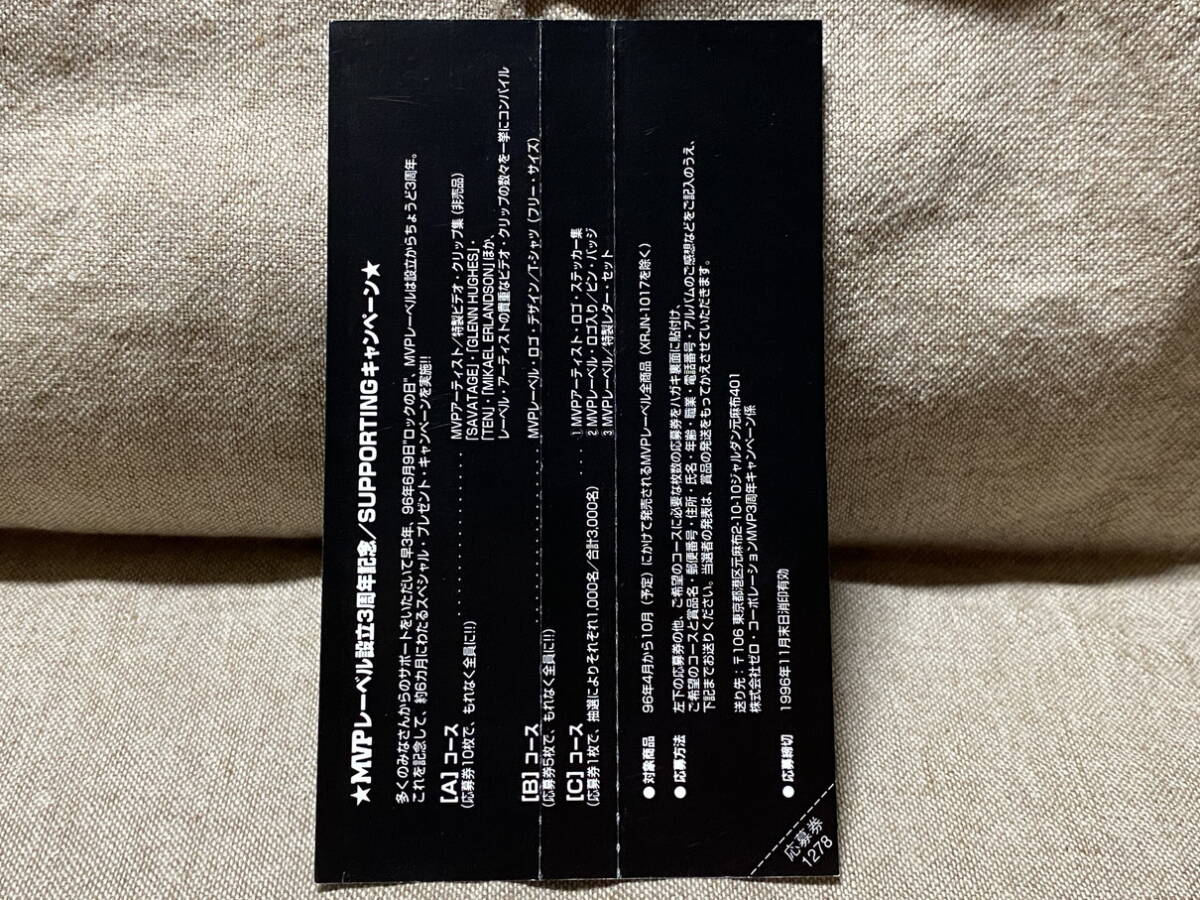 ★MVPレーベル設立3周年記念/SUPPORTINGキャンペーン★
多くのみなさんからのサポートをいただいて早3年、96年6月9日"ロックの日"、MVPレーベルは設立からちょうど3周年。
これを記念して、約6カ月にわたるスペシャル・プレゼント・キャンペーンを実施!!
[A] コース
(応募券10枚で、もれなく全員に!!)
MVPアーティスト/特製ビデオ・クリップ集 (非売品)
「SAVATAGE」・「GLENN HUGHES」・
「TEN」・「MIKAEL ERLANDSON」ほか、
レーベル・アーティストの貴重なビデオ・クリップの数々を一挙にコンパイル
[B] コース
(応募券5枚で、もれなく全員に!!)
MVPレーベル・ロゴ・デザイン/T-シャツ (フリー・サイズ)
[C] コース
(応募券1枚で、抽選によりそれぞれ1,000名/合計3,000名)
1 MVPアーティスト・ロゴ・ステッカー集
2 MVPレーベル・ロゴ入り/ピン・バッジ
3 MVPレーベル/特製レター・セット
●対象商品 96年4月から10月 (予定) にかけて発売されるMVPレーベル全商品 (XRJN-1017を除く)
●応募方法 左下の応募券の他、ご希望のコースに必要な枚数の応募券をハガキ裏面に貼付け、
ご希望のコースと賞品名・郵便番号・住所・氏名・年齢・職業・電話番号・アルバムのご感想などをご記入のうえ、
下記までお送りください。当選者の発表は、賞品の発送をもってかえさせていただきます。
送り先:〒106 東京都港区元麻布2-10-10ジャルダン元麻布401
株式会社ゼロ・コーポレーションMVP3周年キャンペーン係
●応募締切 1996年11月末日消印有効
応募券
1278